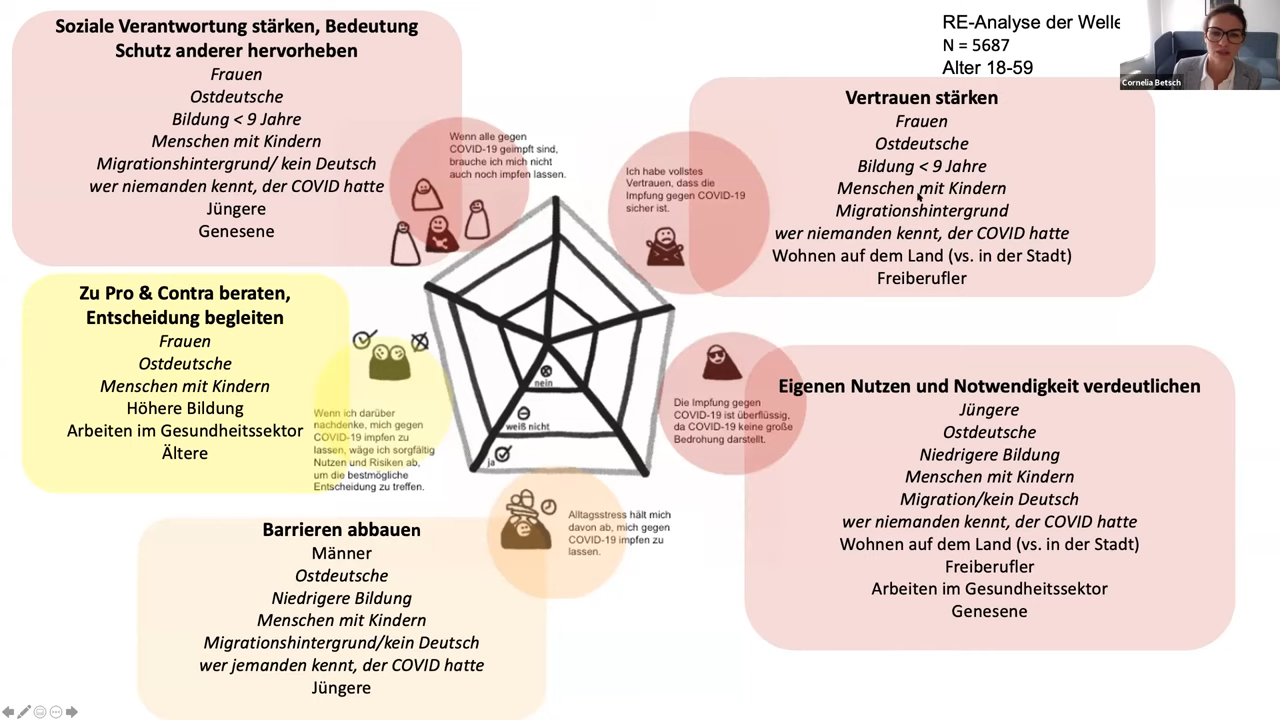 Soziale Verantwortung stärken, Bedeutung
Schutz anderer hervorheben
Frauen
Ostdeutsche
Bildung < 9 Jahre
Menschen mit Kindern
Migrationshintergrund/ kein Deutsch
wer niemanden kennt, der COVID hatte
Jüngere
Genesene
Wenn alle gegen
COVID-19 geimpft sind,
brauche ich mich nicht
auch noch impfen lassen.
RE-Analyse der Welle
N = 5687
Alter 18-59
Cornelia Betsch
Ich habe vollstes
Vertrauen, dass die
Impfung gegen COVID-19
sicher ist.
Vertrauen stärken
Frauen
Ostdeutsche
Bildung < 9 Jahre
Menschen mit Kindern
Migrationshintergrund
wer niemanden kennt, der COVID hatte
Wohnen auf dem Land (vs. in der Stadt)
Freiberufler
Zu Pro & Contra beraten,
Entscheidung begleiten
Frauen
Ostdeutsche
Menschen mit Kindern
Höhere Bildung
Arbeiten im Gesundheitssektor
Ältere
Wenn ich darüber
nachdenke, mich gegen
COVID-19 impfen zu
lassen, wäge ich sorgfältig
Nutzen und Risiken ab,
um die bestmögliche
Entscheidung zu treffen.
nein
weiß nicht
ja
Die Impfung gegen
COVID-19 ist überflüssig,
da COVID-19 keine große
Bedrohung darstellt.
Eigenen Nutzen und Notwendigkeit verdeutlichen
Jüngere
Ostdeutsche
Niedrigere Bildung
Menschen mit Kindern
Migration/kein Deutsch
wer niemanden kennt, der COVID hatte
Wohnen auf dem Land (vs. in der Stadt)
Freiberufler
Arbeiten im Gesundheitssektor
Genesene
Barrieren abbauen
Männer
Ostdeutsche
Niedrigere Bildung
Menschen mit Kindern
Migrationshintergrund/kein Deutsch
wer jemanden kennt, der COVID hatte
Jüngere
Alltagsstress hält mich
davon ab, mich gegen
COVID-19 impfen zu
lassen.